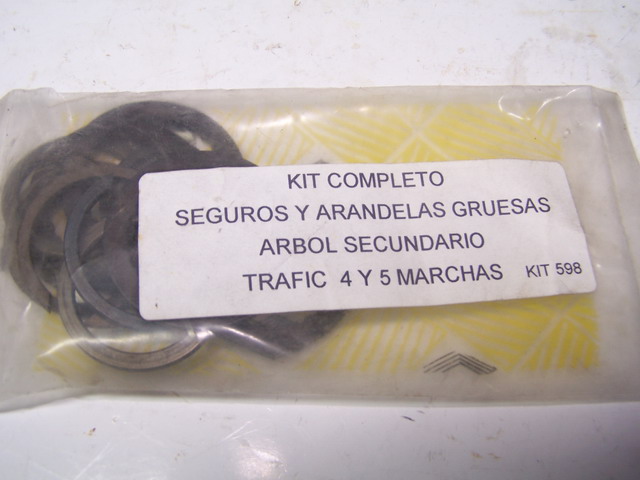 KIT COMPLETO
SEGUROS Y ARANDELAS GRUESAS
ARBOL SECUNDARIO
TRAFIC 4 Y 5 MARCHAS KIT 598